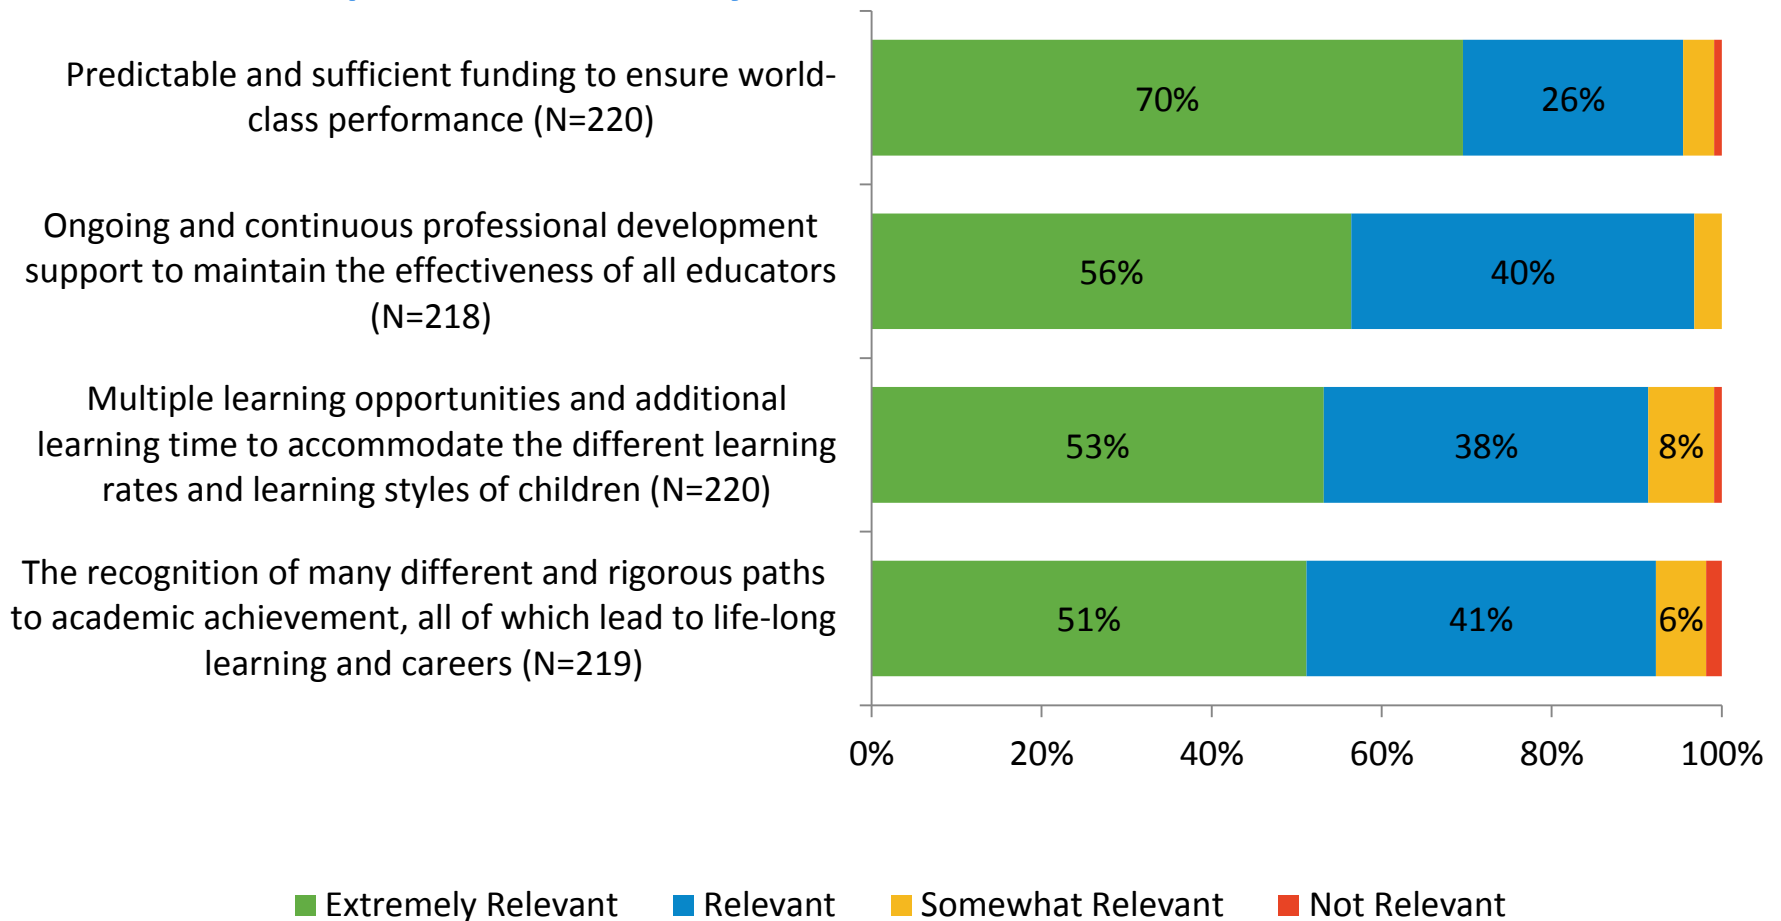 Predictable and sufficient funding to ensure world-
class performance (N=220)
70%
26%
Ongoing and continuous professional development
support to maintain the effectiveness of all educators
(N=218)
56%
40%
Multiple learning opportunities and additional
learning time to accommodate the different learning
rates and learning styles of children (N=220)
53%
38%
8%
The recognition of many different and rigorous paths
to academic achievement, all of which lead to life-long
learning and careers (N=219)
51%
41%
6%
0%
20%
40%
60%
80%
100%
Extremely Relevant
Relevant
Somewhat Relevant
Not Relevant